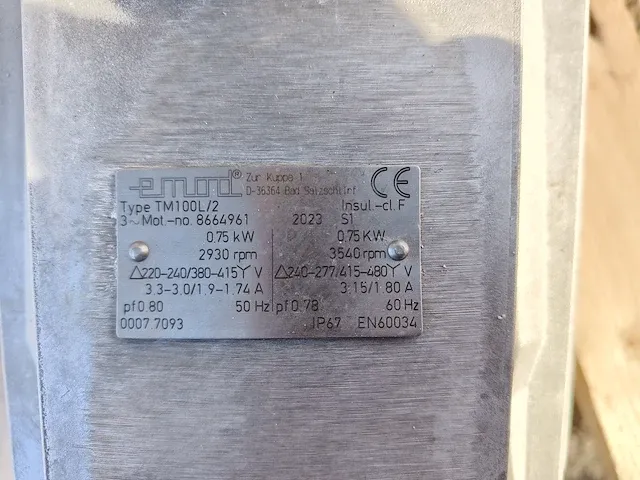 emod® Zur Kuppe 1
D-36364 Bad Salzschlirf
CE
Type TM100L/2 Insul.-cl. F
3~Mot.-no. 8664961 2023 S1
0,75 kW 0,75 KW
2930 rpm 3540 rpm
△220-240/380-415Y V △240-277/415-480Y V
3.3-3.0/1.9-1.74 A 3.15/1.80 A
pf 0.80 50 Hz pf 0.78 60 Hz
0007.7093 IP67 EN60034